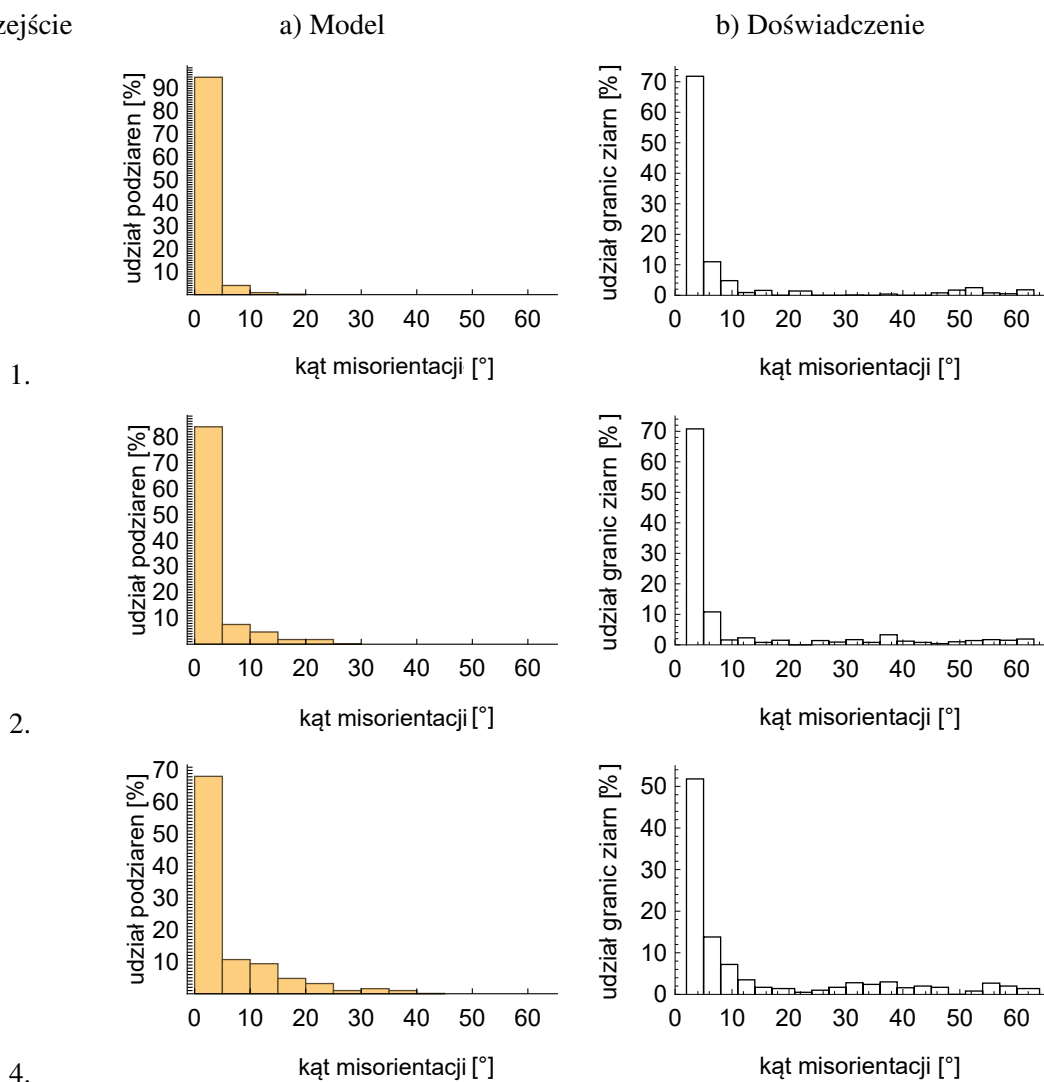 zejście a) Model b) Doświadczenie
udział podziaren [%]
90
80
70
60
50
40
30
20
10
0 10 20 30 40 50 60
kąt misorientacji [°]
udział granic ziarn [%]
70
60
50
40
30
20
10
0
0 10 20 30 40 50 60
kąt misorientacji [°]
1.
udział podziaren [%]
80
70
60
50
40
30
20
10
0 10 20 30 40 50 60
kąt misorientacji [°]
udział granic ziarn [%]
70
60
50
40
30
20
10
0
0 10 20 30 40 50 60
kąt misorientacji [°]
2.
udział podziaren [%]
70
60
50
40
30
20
10
0 10 20 30 40 50 60
kąt misorientacji [°]
udział granic ziarn [%]
50
40
30
20
10
0
0 10 20 30 40 50 60
kąt misorientacji [°]
4.